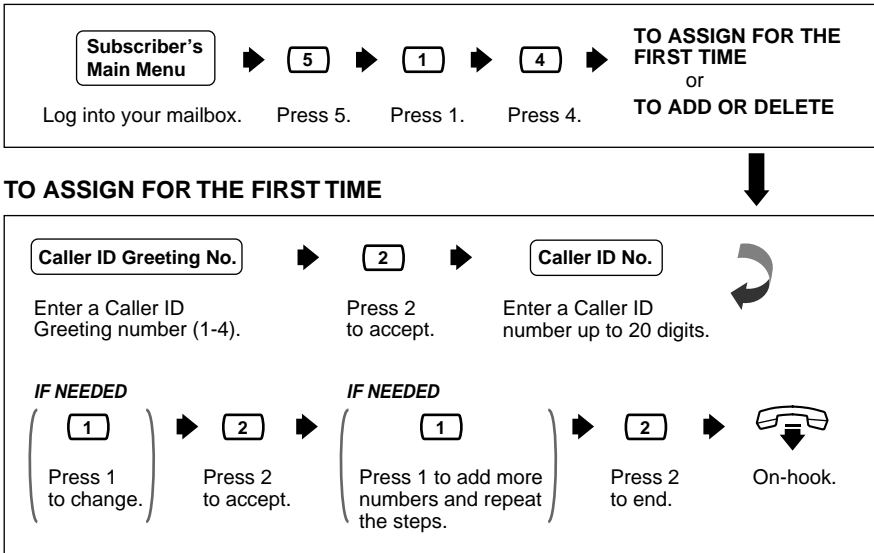 Subscriber's
Main Menu
5
1
4
TO ASSIGN FOR THE
FIRST TIME
or
TO ADD OR DELETE
Log into your mailbox.
Press 5.
Press 1.
Press 4.
TO ASSIGN FOR THE FIRST TIME
Caller ID Greeting No.
2
Caller ID No.
Enter a Caller ID
Greeting number (1-4).
Press 2
to accept.
Enter a Caller ID
number up to 20 digits.
IF NEEDED
1
Press 1
to change.
2
Press 2
to accept.
IF NEEDED
1
Press 1 to add more
numbers and repeat
the steps.
2
Press 2
to end.
On-hook.